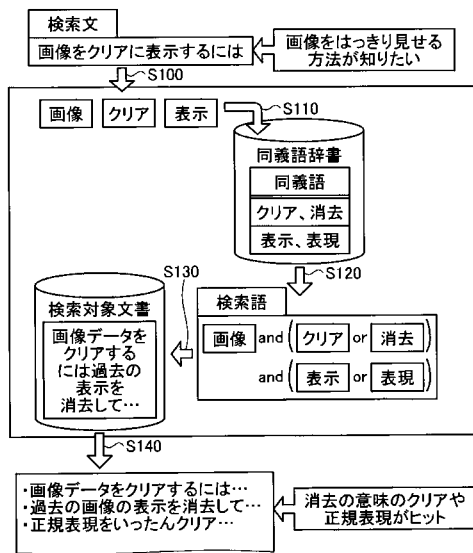 検索文
画像をクリアに表示するには
画像をはっきり見せる
方法が知りたい
S100
画像 クリア 表示
S110
同義語辞書
同義語
クリア、消去
表示、表現
S120
S130
検索語
画像 and (クリア or 消去)
and (表示 or 表現)
検索対象文書
画像データを
クリアする
には過去の
表示を
消去して…
S140
・画像データをクリアするには…
・過去の画像の表示を消去して…
・正規表現をいったんクリア…
消去の意味のクリアや
正規表現がヒット